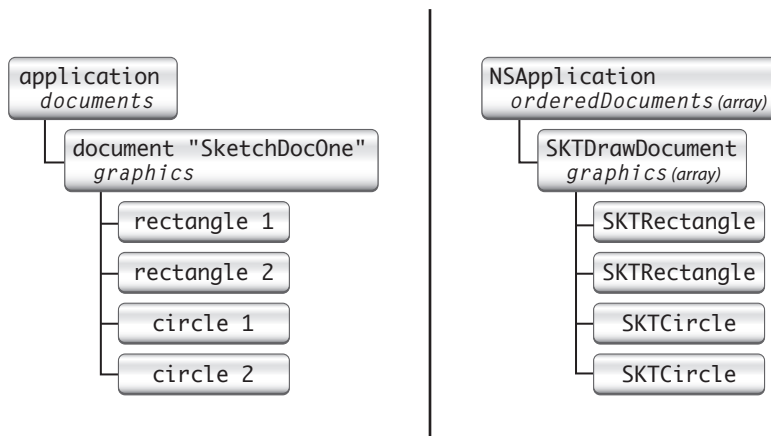 application
documents
document "SketchDocOne"
graphics
rectangle 1
rectangle 2
circle 1
circle 2
NSApplication
orderedDocuments (array)
SKTDrawDocument
graphics (array)
SKTRectangle
SKTRectangle
SKTCircle
SKTCircle